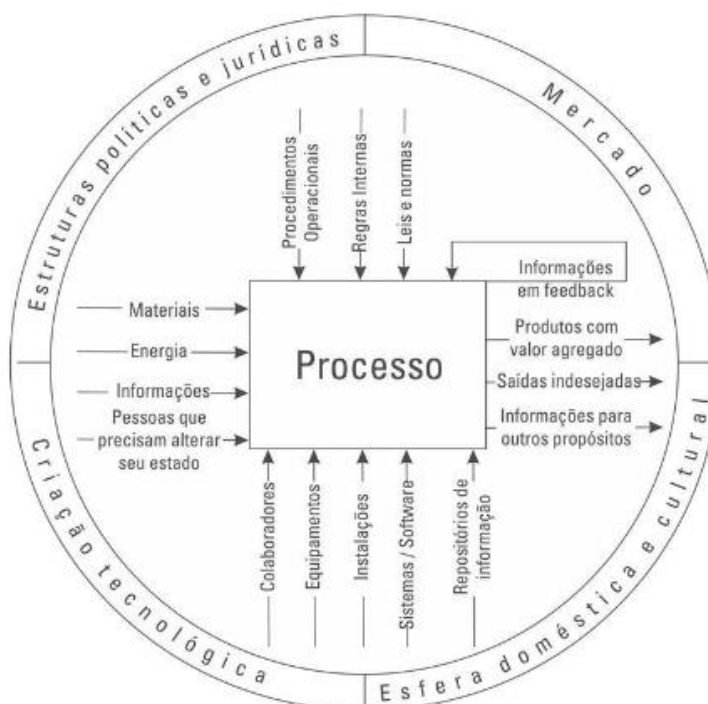 Estruturas políticas e jurídicas
Mercado
Procedimentos
Operacionais
Regras Internas
Leis e normas
Informações
em feedback
Materiais
Energia
Informações
Pessoas que
precisam alterar
seu estado
Processo
Produtos com
valor agregado
Saídas indesejadas
Informações para
outros propósitos
Colaboradores
Equipamentos
Instalações
Sistemas / Software
Repositórios de
informação
Criação tecnológica
Esfera doméstica e cultural